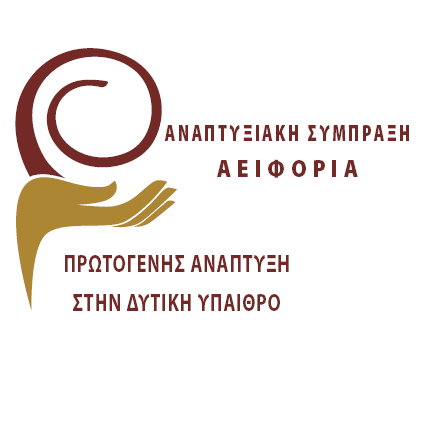 ΑΝΑΠΤΥΞΙΑΚΗ ΣΥΜΠΡΑΞΗ
ΑΕΙΦΟΡΙΑ
ΠΡΩΤΟΓΕΝΗΣ ΑΝΑΠΤΥΞΗ
ΣΤΗΝ ΔΥΤΙΚΗ ΥΠΑΙΘΡΟ